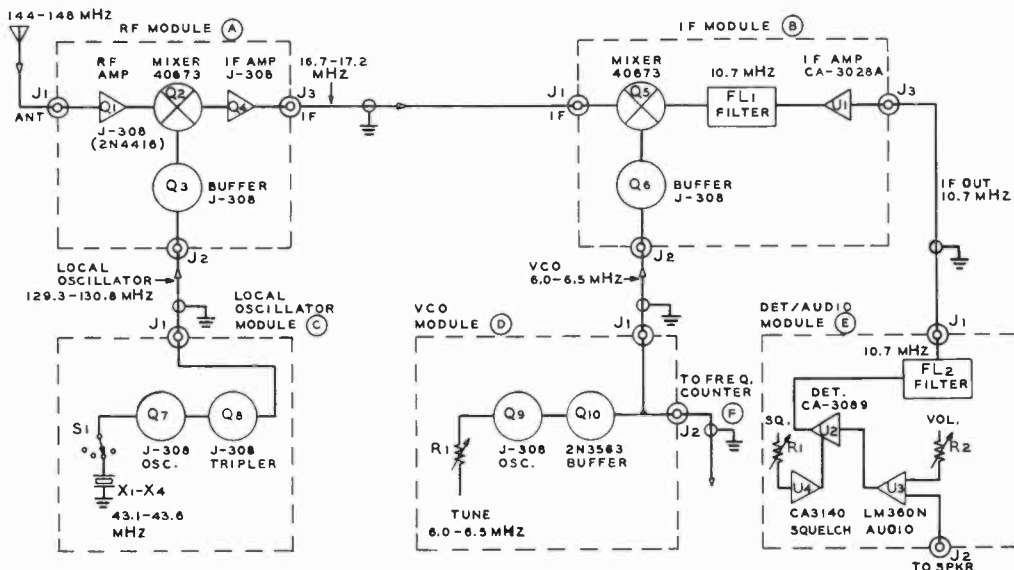 144-148 MHz
RF MODULE A
RF AMP
MIXER 40673
IF AMP J-308
J1
ANT
Q1
J-308 (2N4416)
Q2
Q4
J3
IF
16.7-17.2 MHZ
Q3
BUFFER J-308
J2
LOCAL OSCILLATOR
129.3-130.8 MHZ
LOCAL OSCILLATOR MODULE C
J1
S1
Q7
Q8
J-308 OSC.
J-308 TRIPLER
X1-X4
43.1-43.6 MHZ
IF MODULE B
MIXER 40673
10.7 MHZ
IF AMP CA-3028A
J1
IF
Q5
FL1 FILTER
U1
J3
Q6
BUFFER J-308
J2
IF OUT 10.7 MHZ
VCO 6.0-6.5 MHZ
VCO MODULE D
J1
R1
Q9
Q10
J-308 OSC.
2N3563 BUFFER
TUNE 6.0-6.5 MHZ
TO FREQ. COUNTER F
J2
DET/AUDIO MODULE E
J1
10.7 MHZ
FL2 FILTER
DET. CA-3089
SQ.
R1
U2
VOL.
R2
U4
U3
CA3140 SQUELCH
LM360N AUDIO
J2
TO SPKR